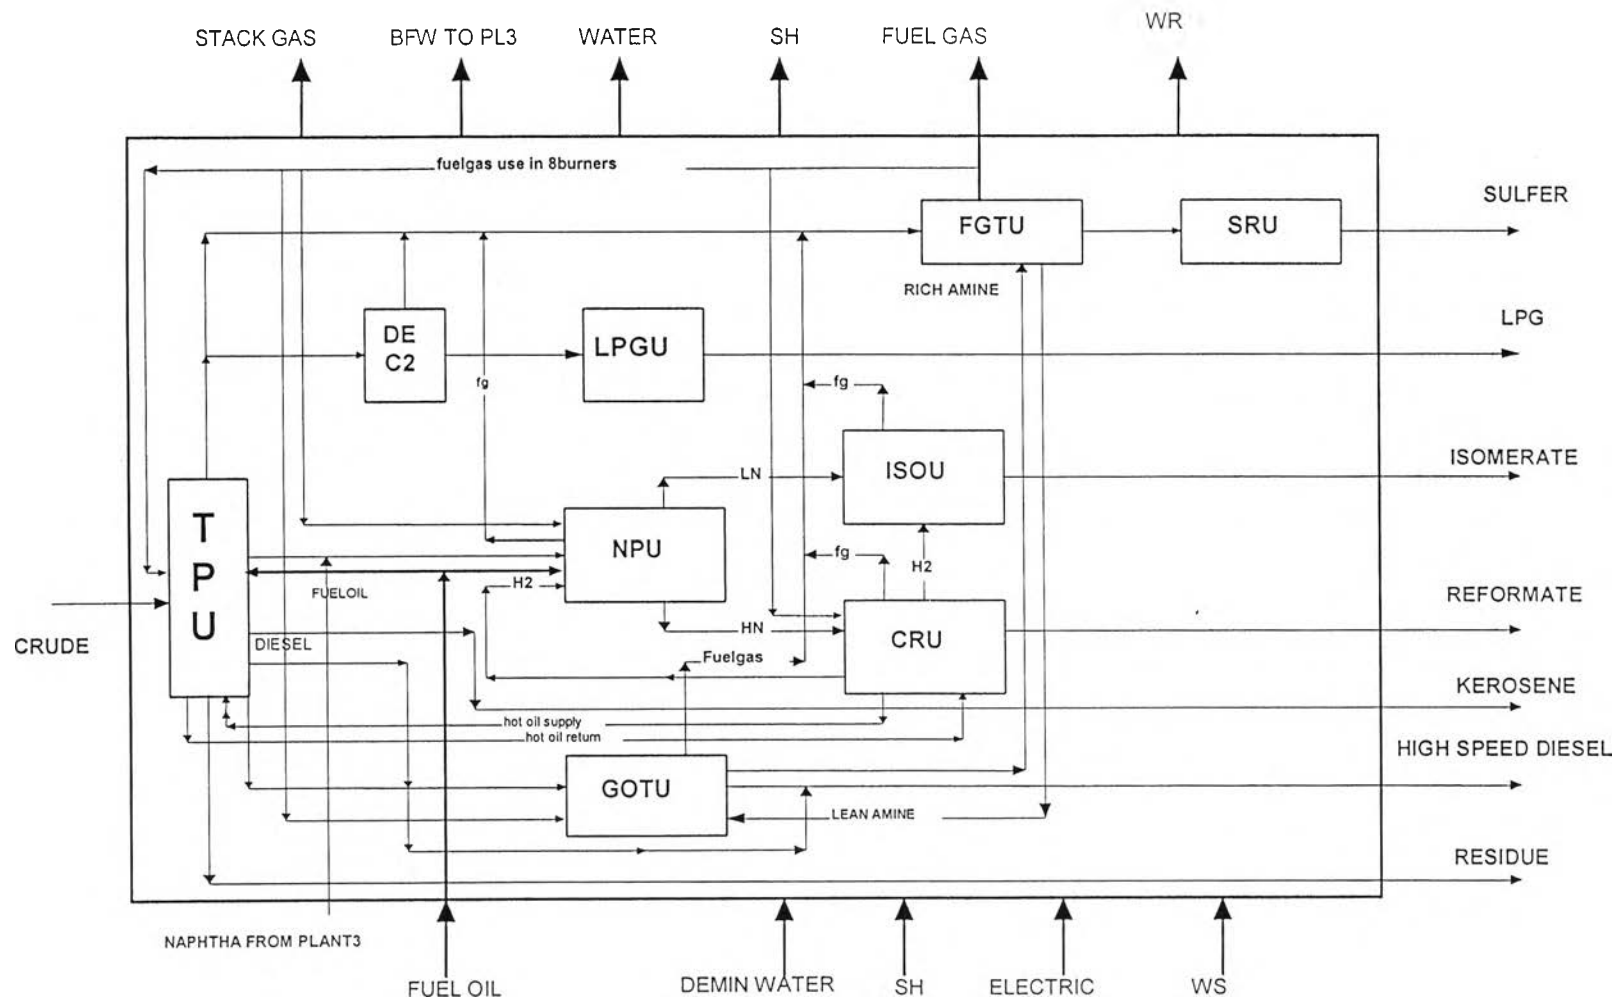 WR
STACK GAS
BFW TO PL3
WATER
SH
FUEL GAS
fuelgas use in 8burners
SULFER
FGTU
SRU
RICH AMINE
LPG
DE
C2
LPGU
fg
fg
ISOMERATE
LN
ISOU
T
P
U
NPU
fg
H2
H2
FUELOIL
REFORMATE
HN
CRU
CRUDE
DIESEL
Fuelgas
KEROSENE
hot oil supply
hot oil return
HIGH SPEED DIESEL
GOTU
LEAN AMINE
RESIDUE
NAPHTHA FROM PLANT3
FUEL OIL
DEMIN WATER
SH
ELECTRIC
WS